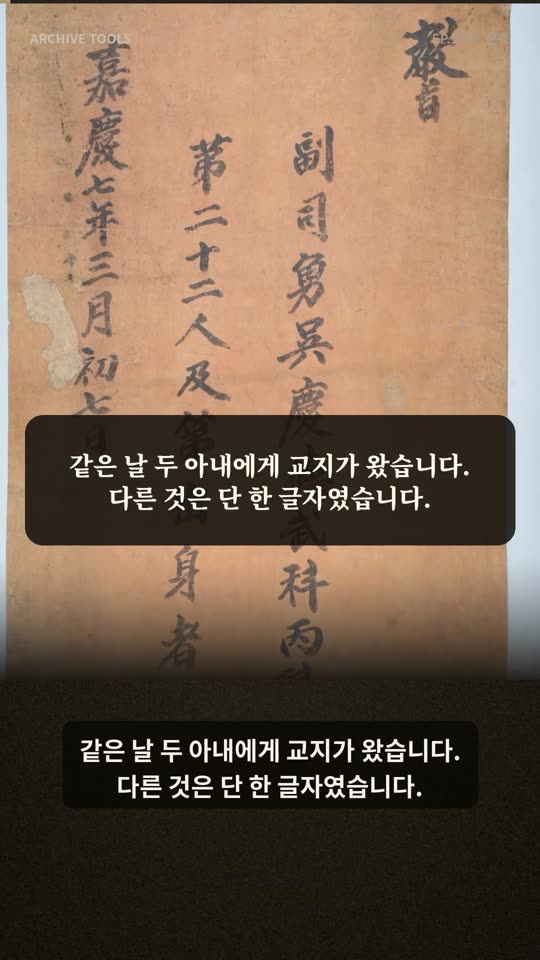 ARCHIVE TOOLS
敎旨
副司勇吳慶 武科丙科
第二十二人及第出身者
嘉慶七年三月初七日
같은 날 두 아내에게 교지가 왔습니다.
다른 것은 단 한 글자였습니다.
같은 날 두 아내에게 교지가 왔습니다.
다른 것은 단 한 글자였습니다.